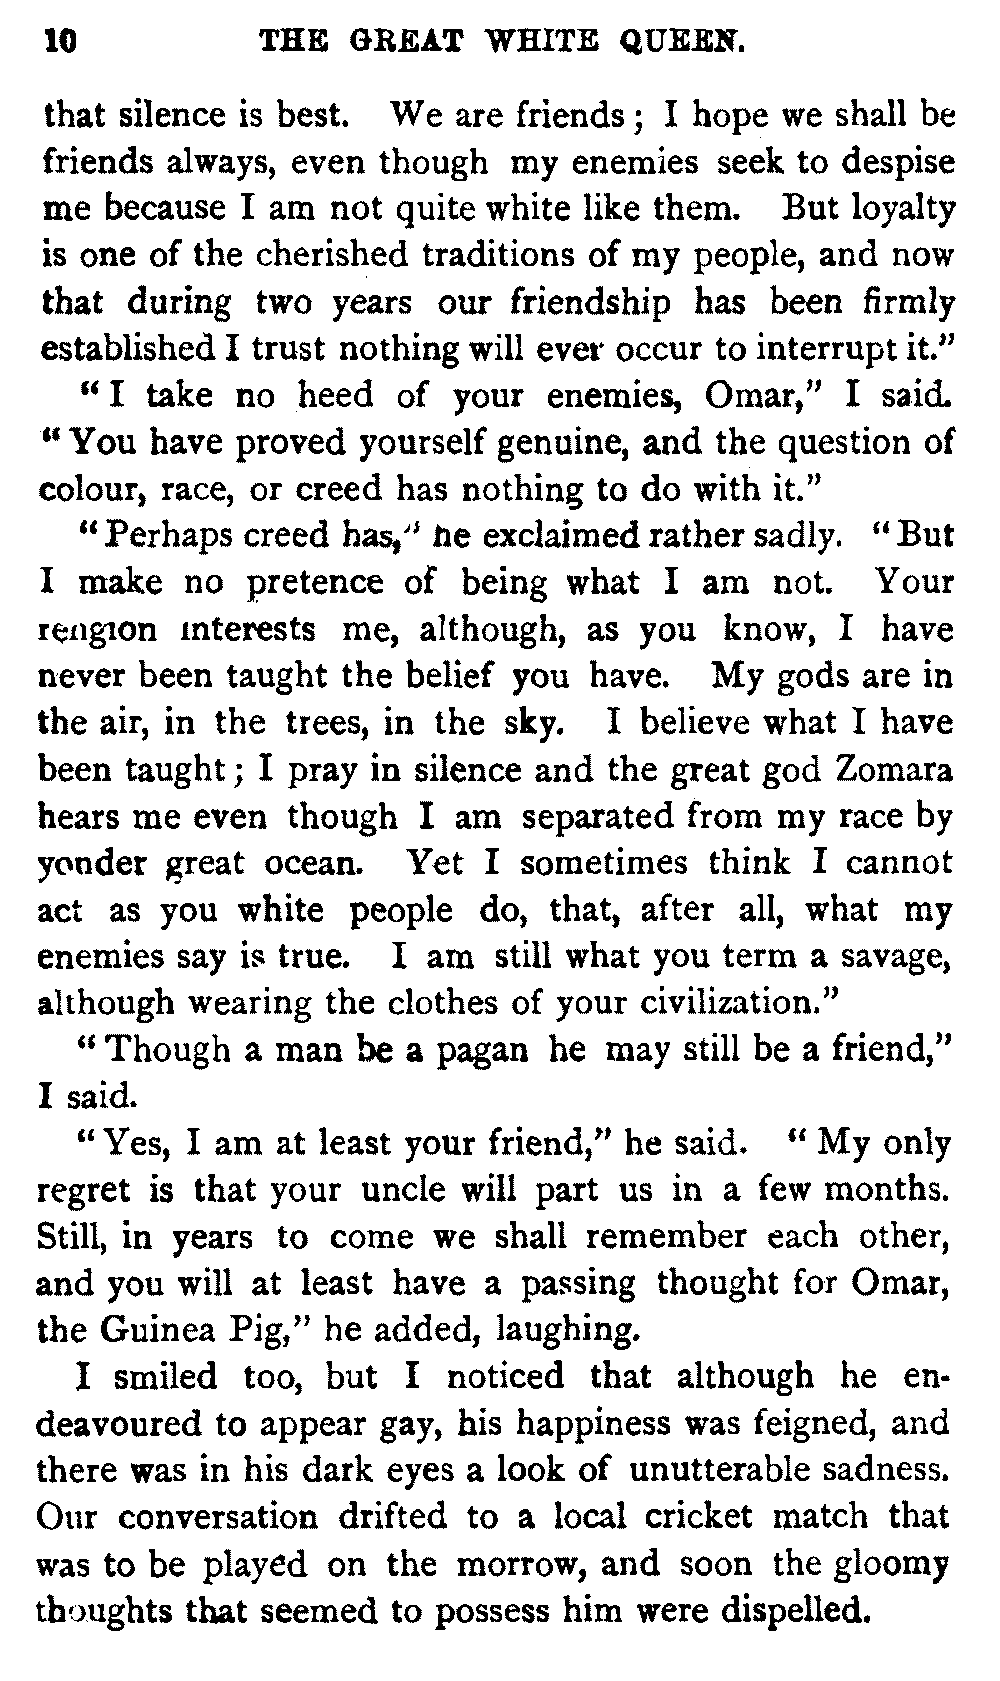 10 THE GREAT WHITE QUEEN.
that silence is best. We are friends; I hope we shall be
friends always, even though my enemies seek to despise
me because I am not quite white like them. But loyalty
is one of the cherished traditions of my people, and now
that during two years our friendship has been firmly
established I trust nothing will ever occur to interrupt it.”
“I take no heed of your enemies, Omar,” I said.
“You have proved yourself genuine, and the question of
colour, race, or creed has nothing to do with it.”
“Perhaps creed has,” he exclaimed rather sadly. “But
I make no pretence of being what I am not. Your
religion interests me, although, as you know, I have
never been taught the belief you have. My gods are in
the air, in the trees, in the sky. I believe what I have
been taught; I pray in silence and the great god Zomara
hears me even though I am separated from my race by
yonder great ocean. Yet I sometimes think I cannot
act as you white people do, that, after all, what my
enemies say is true. I am still what you term a savage,
although wearing the clothes of your civilization.”
“Though a man be a pagan he may still be a friend,”
I said.
“Yes, I am at least your friend,” he said. “My only
regret is that your uncle will part us in a few months.
Still, in years to come we shall remember each other,
and you will at least have a passing thought for Omar,
the Guinea Pig,” he added, laughing.
I smiled too, but I noticed that although he en-
deavoured to appear gay, his happiness was feigned, and
there was in his dark eyes a look of unutterable sadness.
Our conversation drifted to a local cricket match that
was to be played on the morrow, and soon the gloomy
thoughts that seemed to possess him were dispelled.